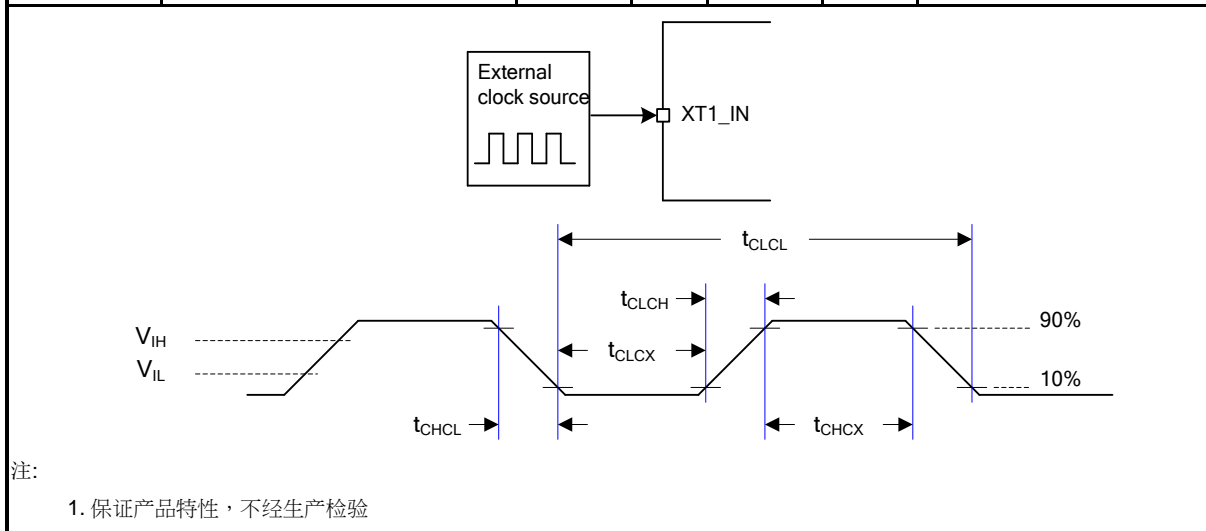 External
clock source
XT1_IN
tCLCL
tCLCH
90%
VIH
tCLCX
VIL
10%
tCHCL
tCHCX
注:
1. 保证产品特性，不经生产检验